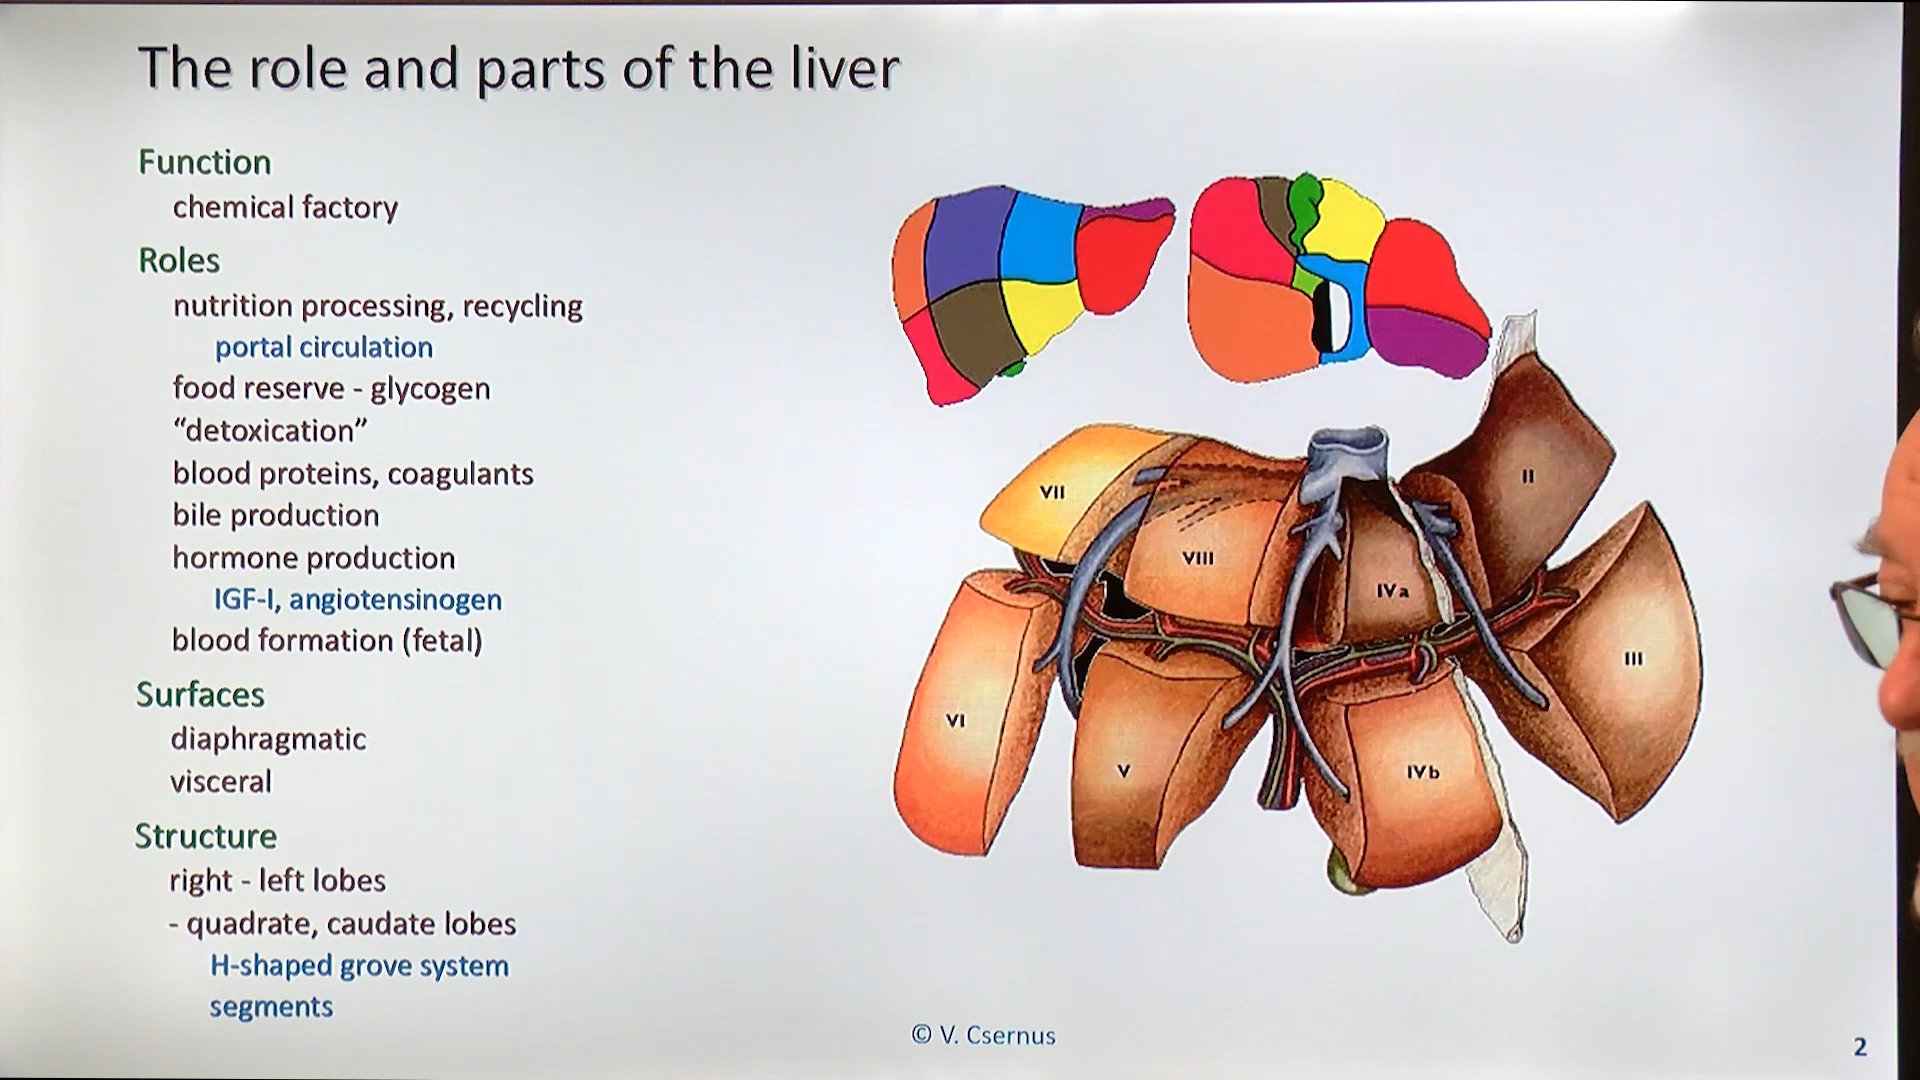 The role and parts of the liver
Function
chemical factory
Roles
nutrition processing, recycling
portal circulation
food reserve - glycogen
“detoxication”
blood proteins, coagulants
bile production
hormone production
IGF-I, angiotensinogen
blood formation (fetal)
Surfaces
diaphragmatic
visceral
Structure
right - left lobes
- quadrate, caudate lobes
H-shaped grove system
segments
VII
VIII
IVa
II
III
VI
V
IVb
© V. Csernus
2